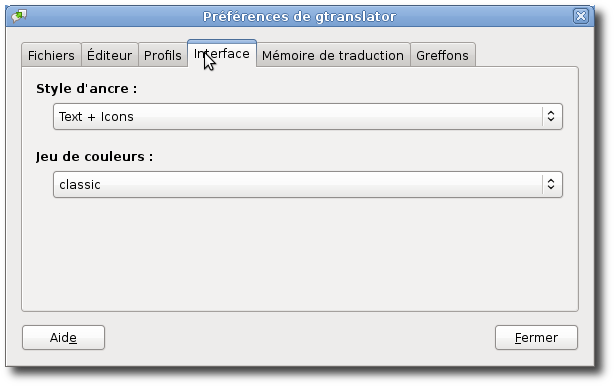 Préférences de gtranslator
Fichiers Éditeur Profils Interface Mémoire de traduction Greffons
Style d'ancre :
Text + Icons
Jeu de couleurs :
classic
Aide Fermer